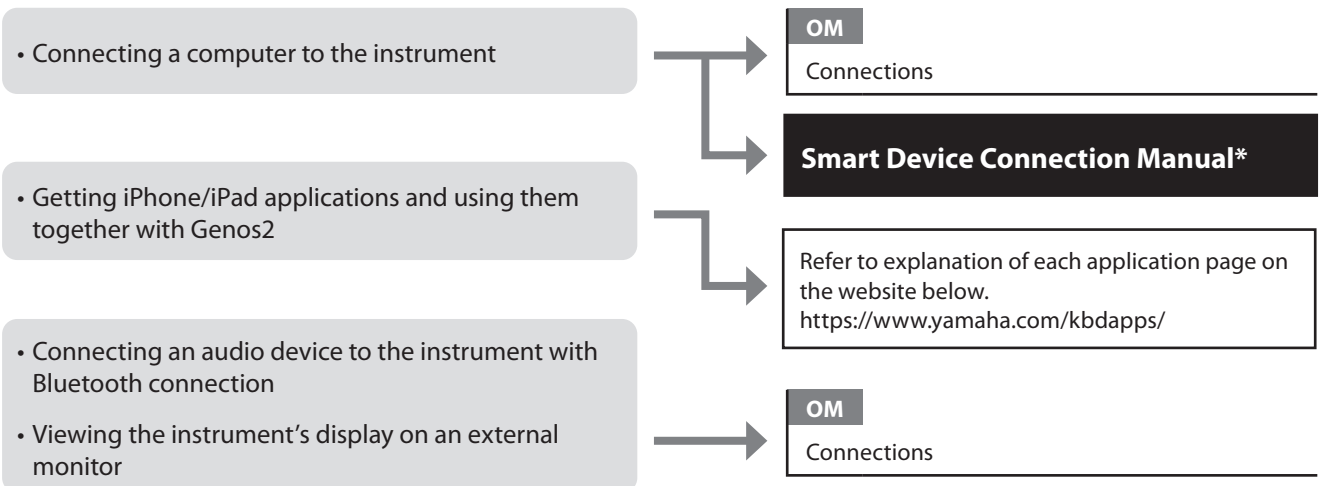 • Connecting a computer to the instrument
OM
Connections
Smart Device Connection Manual*
• Getting iPhone/iPad applications and using them
together with Genos2
Refer to explanation of each application page on
the website below.
https://www.yamaha.com/kbdapps/
• Connecting an audio device to the instrument with
Bluetooth connection
• Viewing the instrument’s display on an external
monitor
OM
Connections